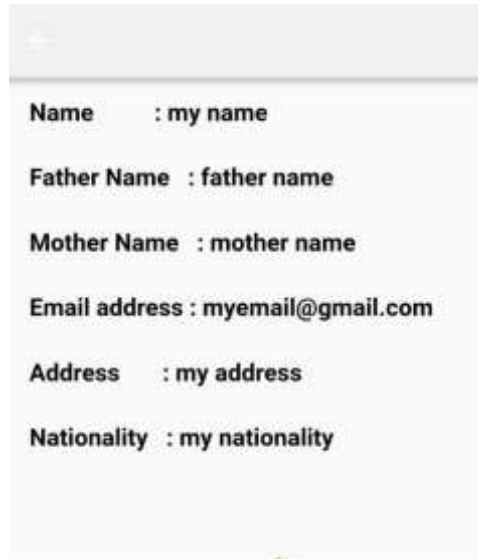 Name : my name
Father Name : father name
Mother Name : mother name
Email address : myemail@gmail.com
Address : my address
Nationality : my nationality